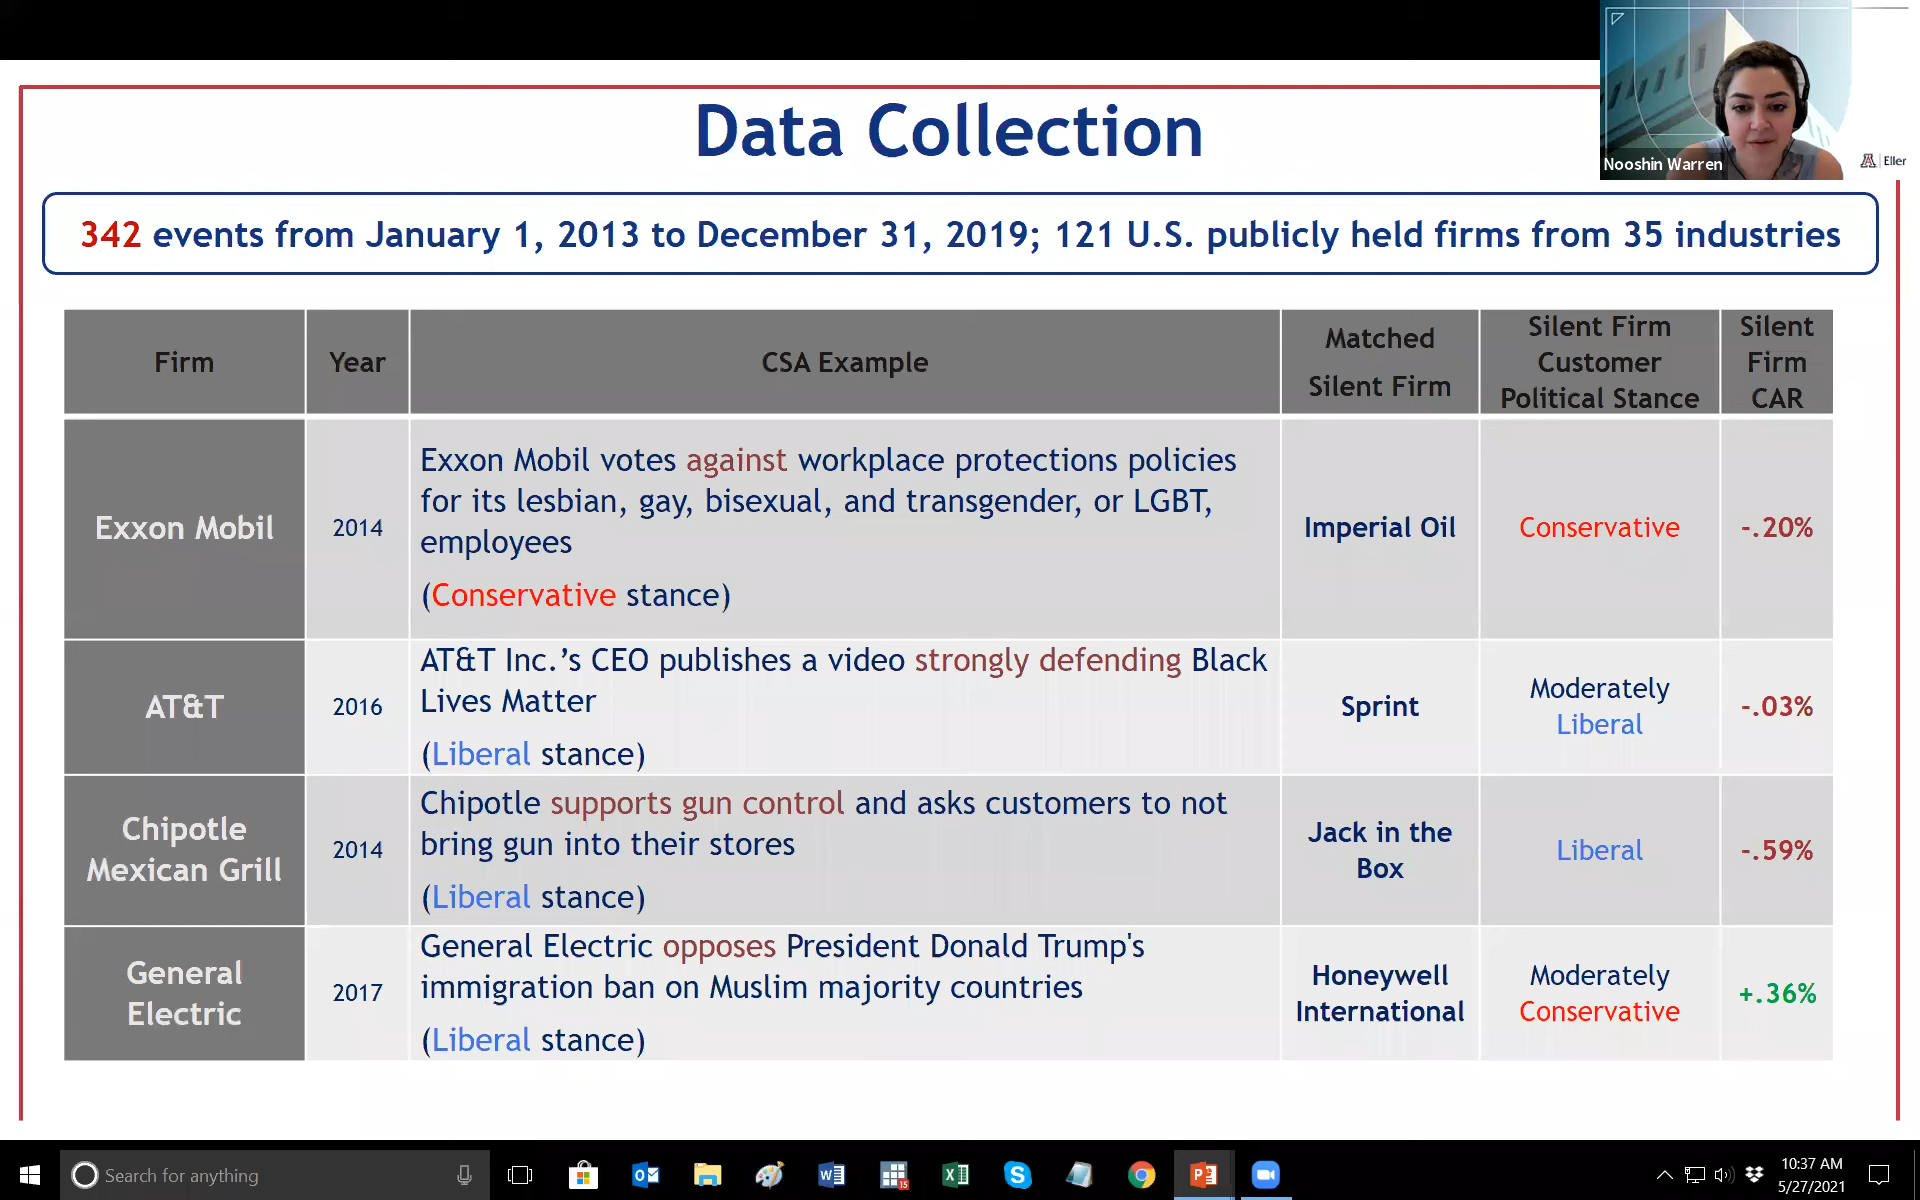 Nooshin Warren
A Eller
Data Collection
342 events from January 1, 2013 to December 31, 2019; 121 U.S. publicly held firms from 35 industries
Firm
Year
CSA Example
Matched
Silent Firm
Silent Firm
Customer
Political Stance
Silent
Firm
CAR
Exxon Mobil
2014
Exxon Mobil votes against workplace protections policies
for its lesbian, gay, bisexual, and transgender, or LGBT,
employees
(Conservative stance)
Imperial Oil
Conservative
-.20%
AT&T
2016
AT&T Inc.’s CEO publishes a video strongly defending Black
Lives Matter
(Liberal stance)
Sprint
Moderately
Liberal
-.03%
Chipotle
Mexican Grill
2014
Chipotle supports gun control and asks customers to not
bring gun into their stores
(Liberal stance)
Jack in the
Box
Liberal
-.59%
General
Electric
2017
General Electric opposes President Donald Trump's
immigration ban on Muslim majority countries
(Liberal stance)
Honeywell
International
Moderately
Conservative
+.36%
Search for anything
15
10:37 AM
5/27/2021